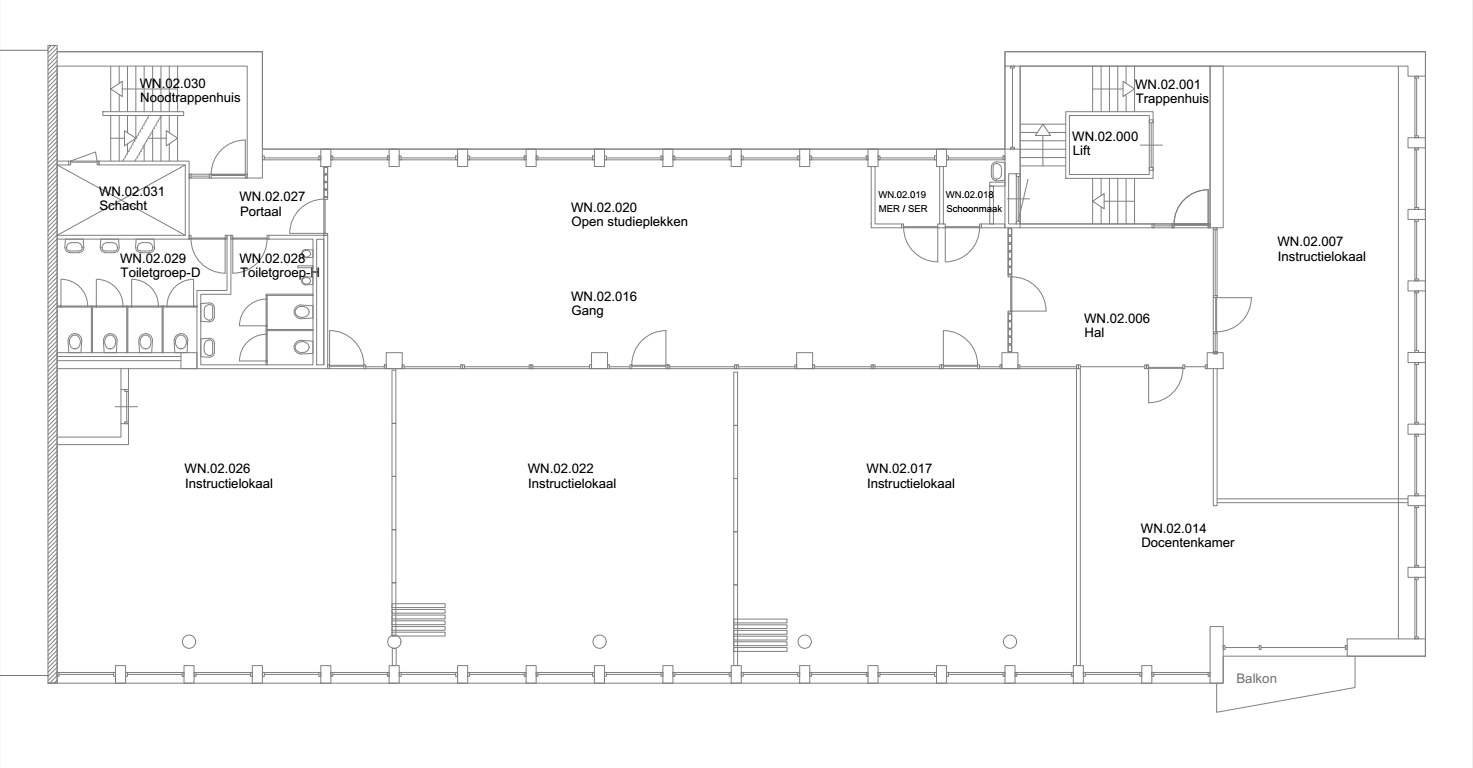 WN.02.030
Noodtrappenhuis
WN.02.001
Trappenhuis
WN.02.000
Lift
WN.02.031
Schacht
WN.02.027
Portaal
WN.02.020
Open studieplekken
WN.02.019
MER / SER
WN.02.018
Schoonmaak
WN.02.007
Instructielokaal
WN.02.029
Toiletgroep-D
WN.02.028
Toiletgroep-H
WN.02.016
Gang
WN.02.006
Hal
WN.02.026
Instructielokaal
WN.02.022
Instructielokaal
WN.02.017
Instructielokaal
WN.02.014
Docentenkamer
Balkon